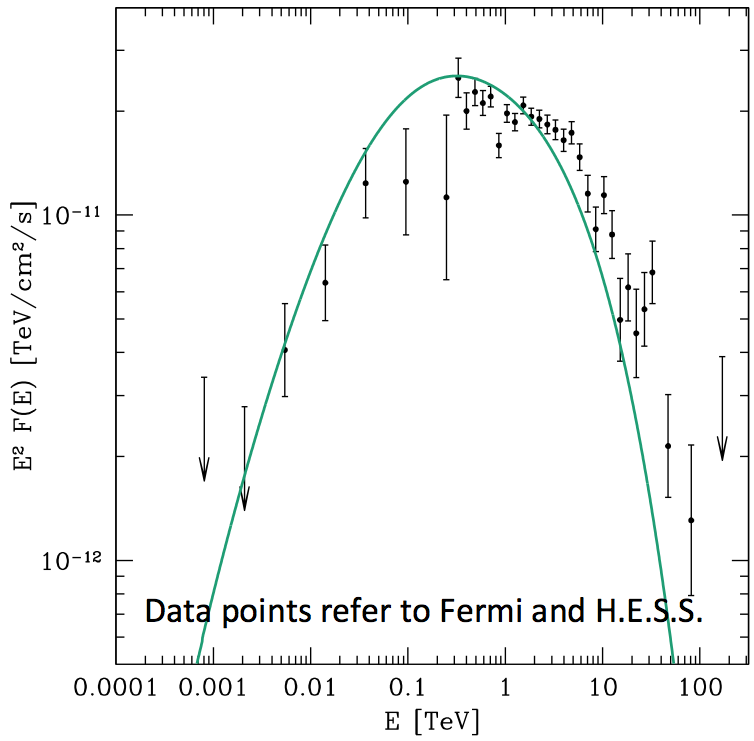 10⁻¹¹
10⁻¹²
E² F(E) [TeV/cm²/s]
Data points refer to Fermi and H.E.S.S.
0.0001 0.001 0.01 0.1 1 10 100
E [TeV]